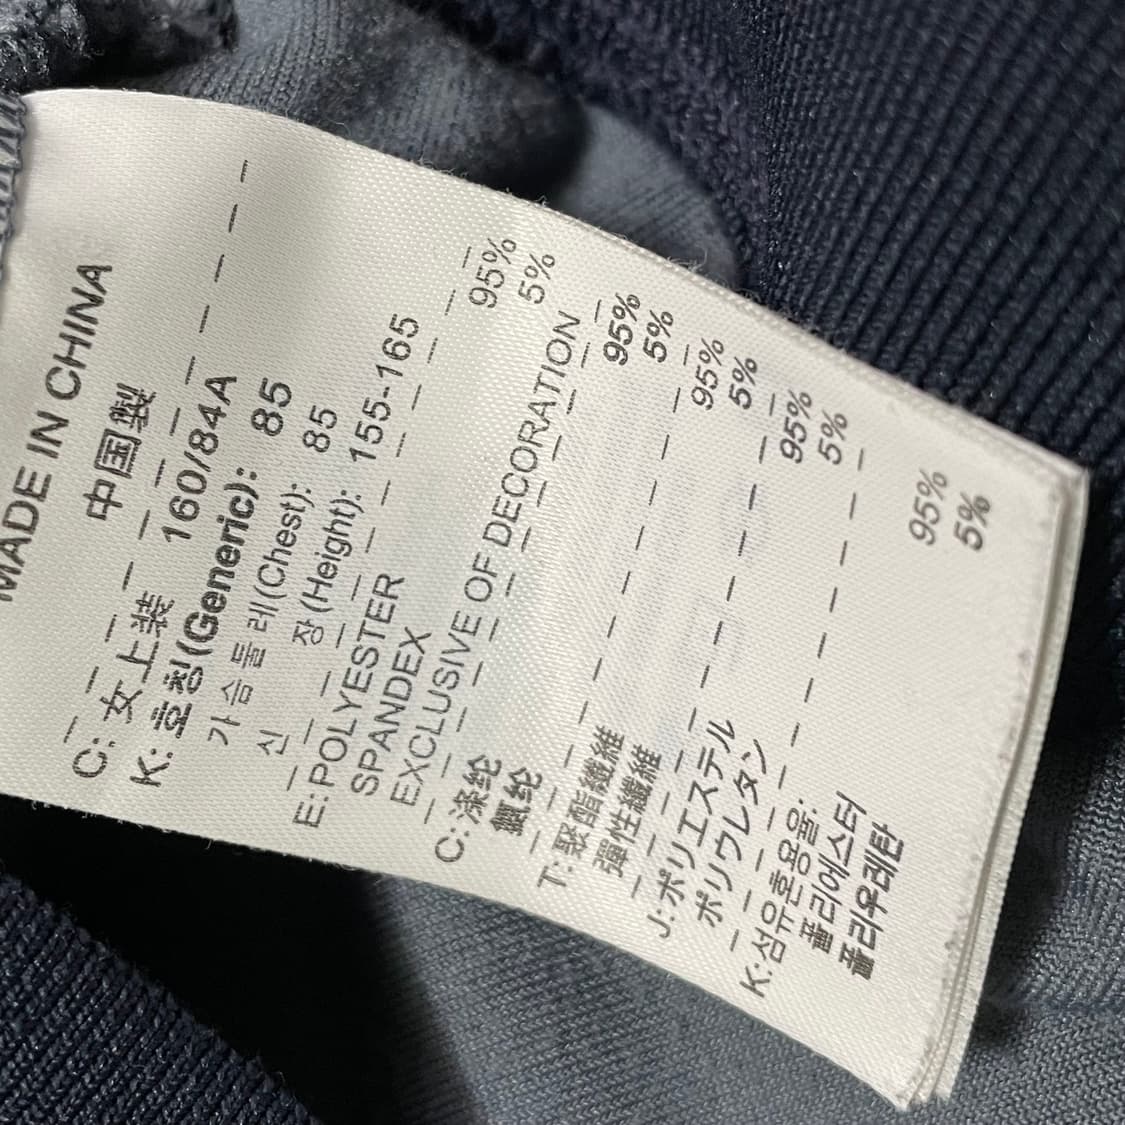 MADE IN CHINA
中国製
C: 女上装 160/84A
K: 호칭(Generic): 85
가슴둘레(Chest): 85
신 장(Height): 155-165
E: POLYESTER 95%
SPANDEX 5%
EXCLUSIVE OF DECORATION
C: 涤纶 95%
氨纶 5%
T: 聚酯纖維 95%
彈性纖維 5%
J: ポリエステル 95%
ポリウレタン 5%
K: 섬유혼용율:
폴리에스터 95%
폴리우레탄 5%